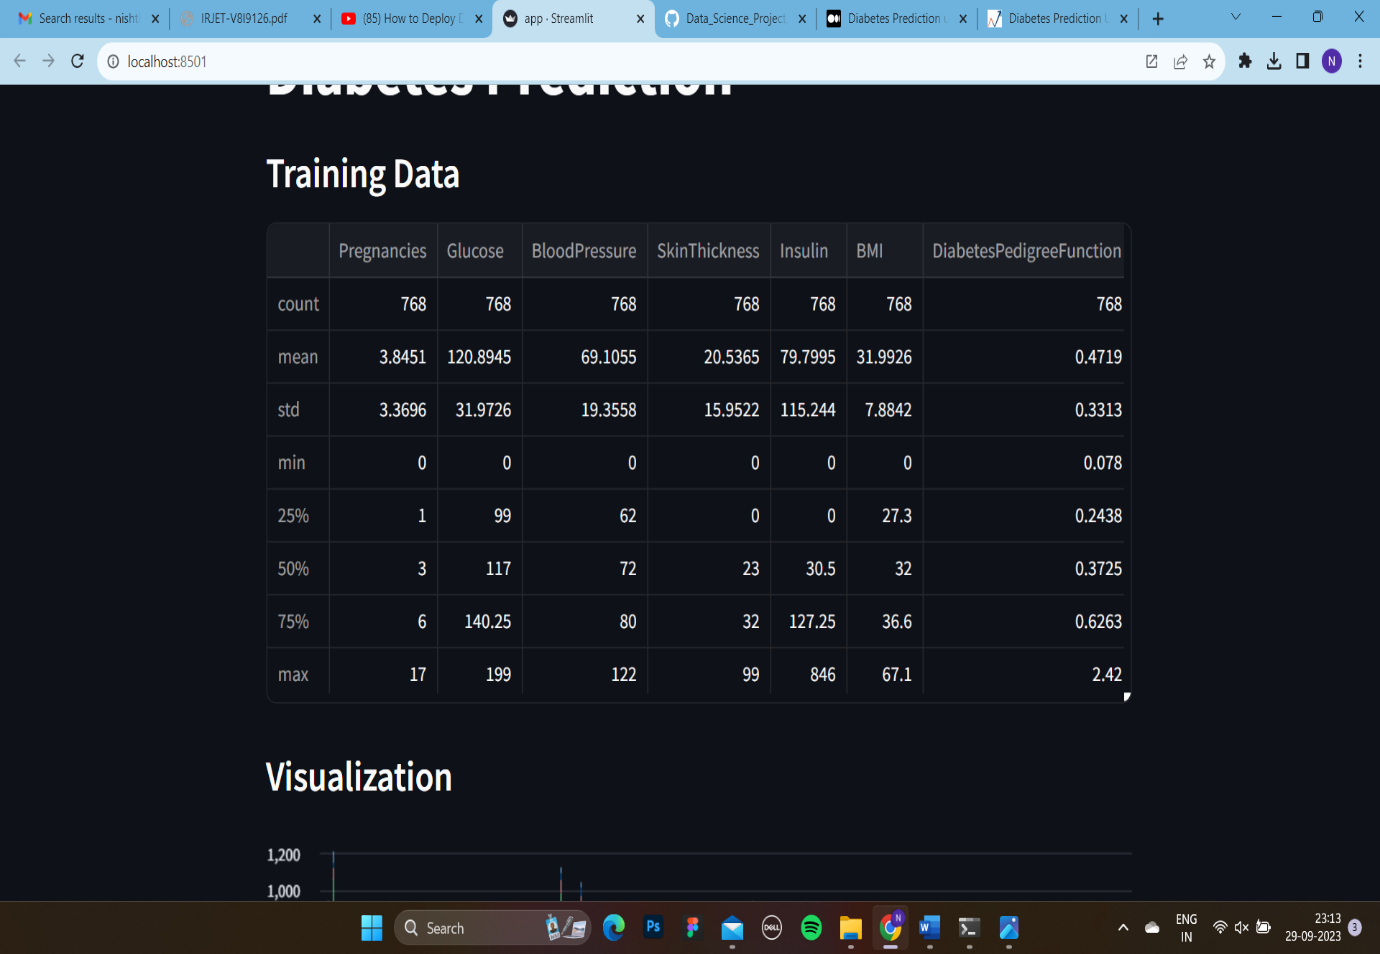 Search results - nisht
IRJET-V8I9126.pdf
(85) How to Deploy D
app · Streamlit
Data_Science_Project
Diabetes Prediction u
Diabetes Prediction U
localhost:8501
N
Diabetes Prediction
Training Data
Pregnancies Glucose BloodPressure SkinThickness Insulin BMI DiabetesPedigreeFunction
count 768 768 768 768 768 768 768
mean 3.8451 120.8945 69.1055 20.5365 79.7995 31.9926 0.4719
std 3.3696 31.9726 19.3558 15.9522 115.244 7.8842 0.3313
min 0 0 0 0 0 0 0.078
25% 1 99 62 0 0 27.3 0.2438
50% 3 117 72 23 30.5 32 0.3725
75% 6 140.25 80 32 127.25 36.6 0.6263
max 17 199 122 99 846 67.1 2.42
Visualization
1,200
1,000
Search
Ps
DELL
N
W
ENG
IN
23:13
29-09-2023
3